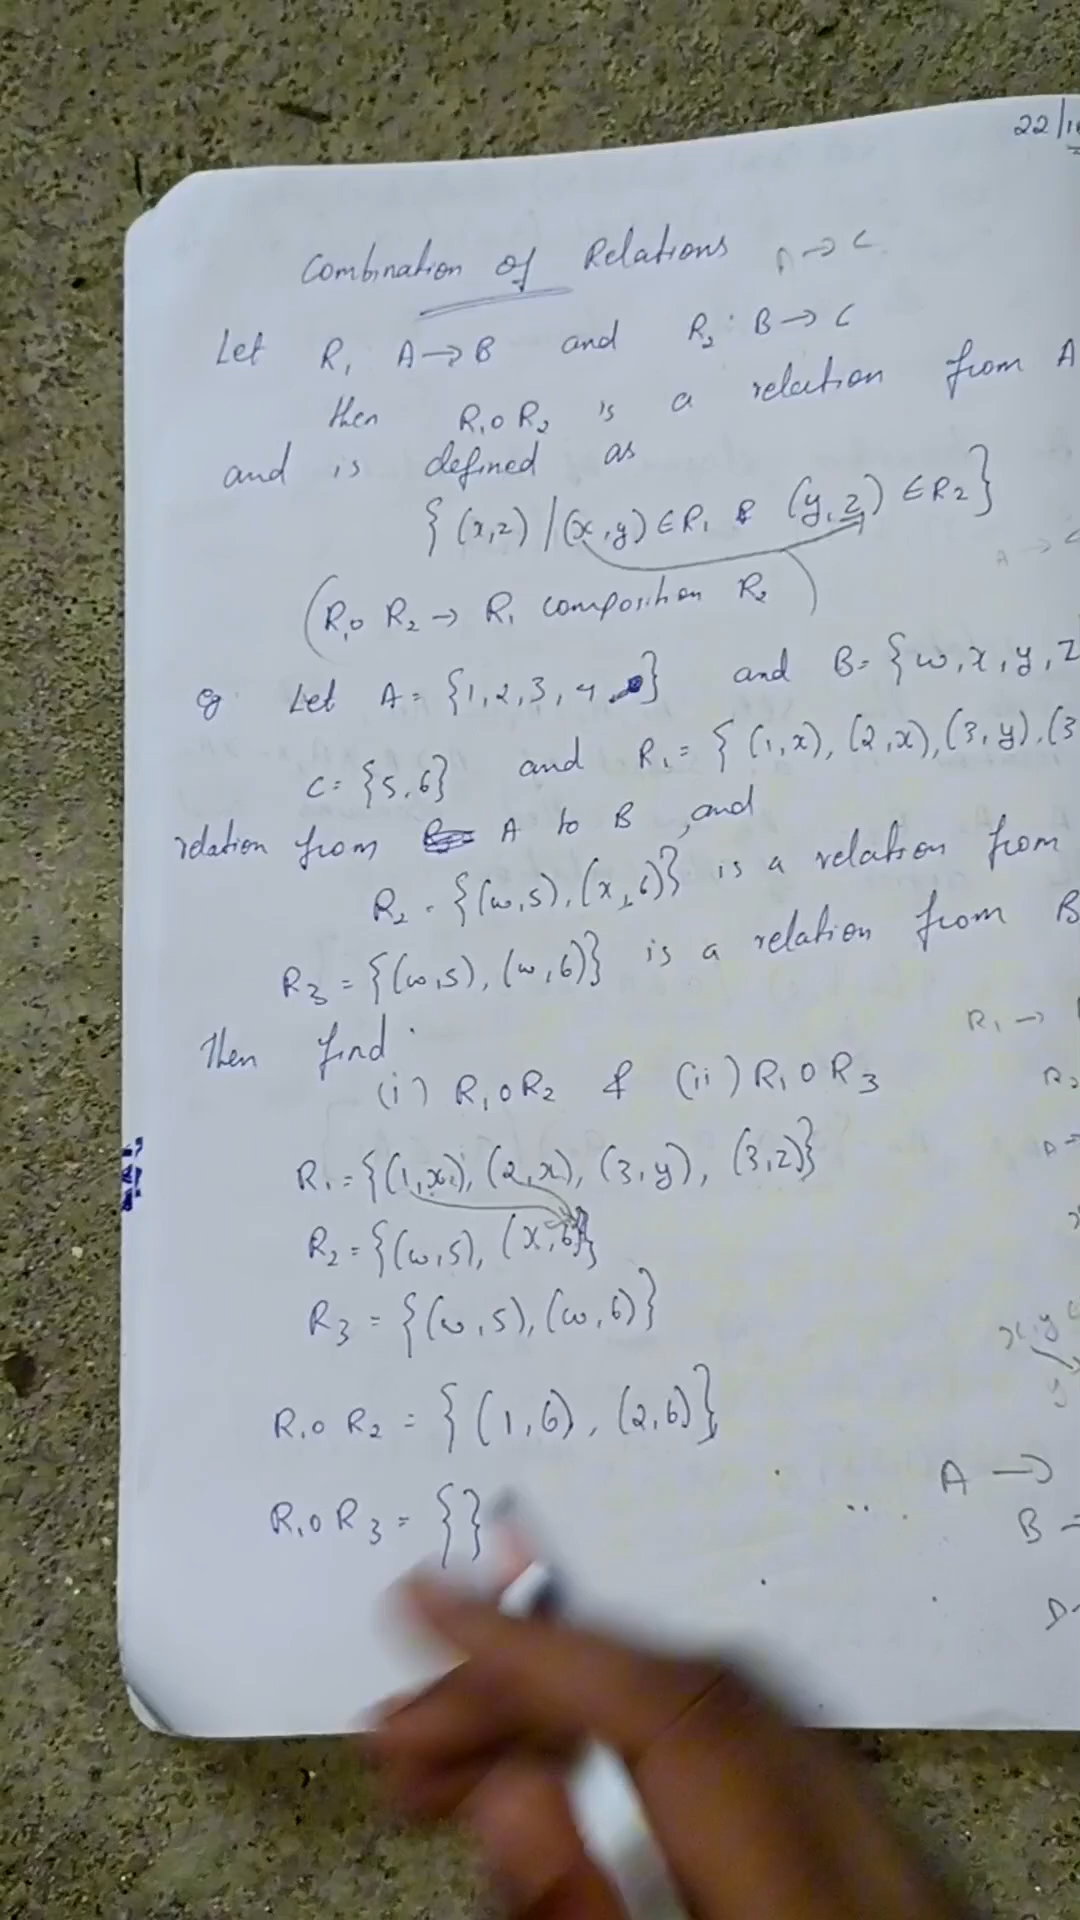 22/1
Combination of Relations A→C
Let R1 A→B and R2 : B→C
then R1 o R2 is a relation from A
and is defined as
{ (x,z) / (x,y) ∈ R1 & (y,z) ∈ R2 }
A → C
( R1 o R2 → R1 composition R2 )
eg Let A = {1,2,3,4 } and B= { w,x,y,z
C= {5,6} and R1 = { (1,x), (2,x), (3,y), (3
relation from A to B ,and
R2 = {(w,5), (x,6)} is a relation from
R3 = {(w,5), (w,6)} is a relation from B
Then find
R1 →
(i) R1 o R2 & (ii) R1 o R3
R1 = {(1,x), (2,x), (3,y), (3,z)}
R2 = {(w,5), (x,6)}
R3 = {(w,5), (w,6)}
x y
y
R1 o R2 = { (1,6), (2,6)}
A →
R1 o R3 = { }
B